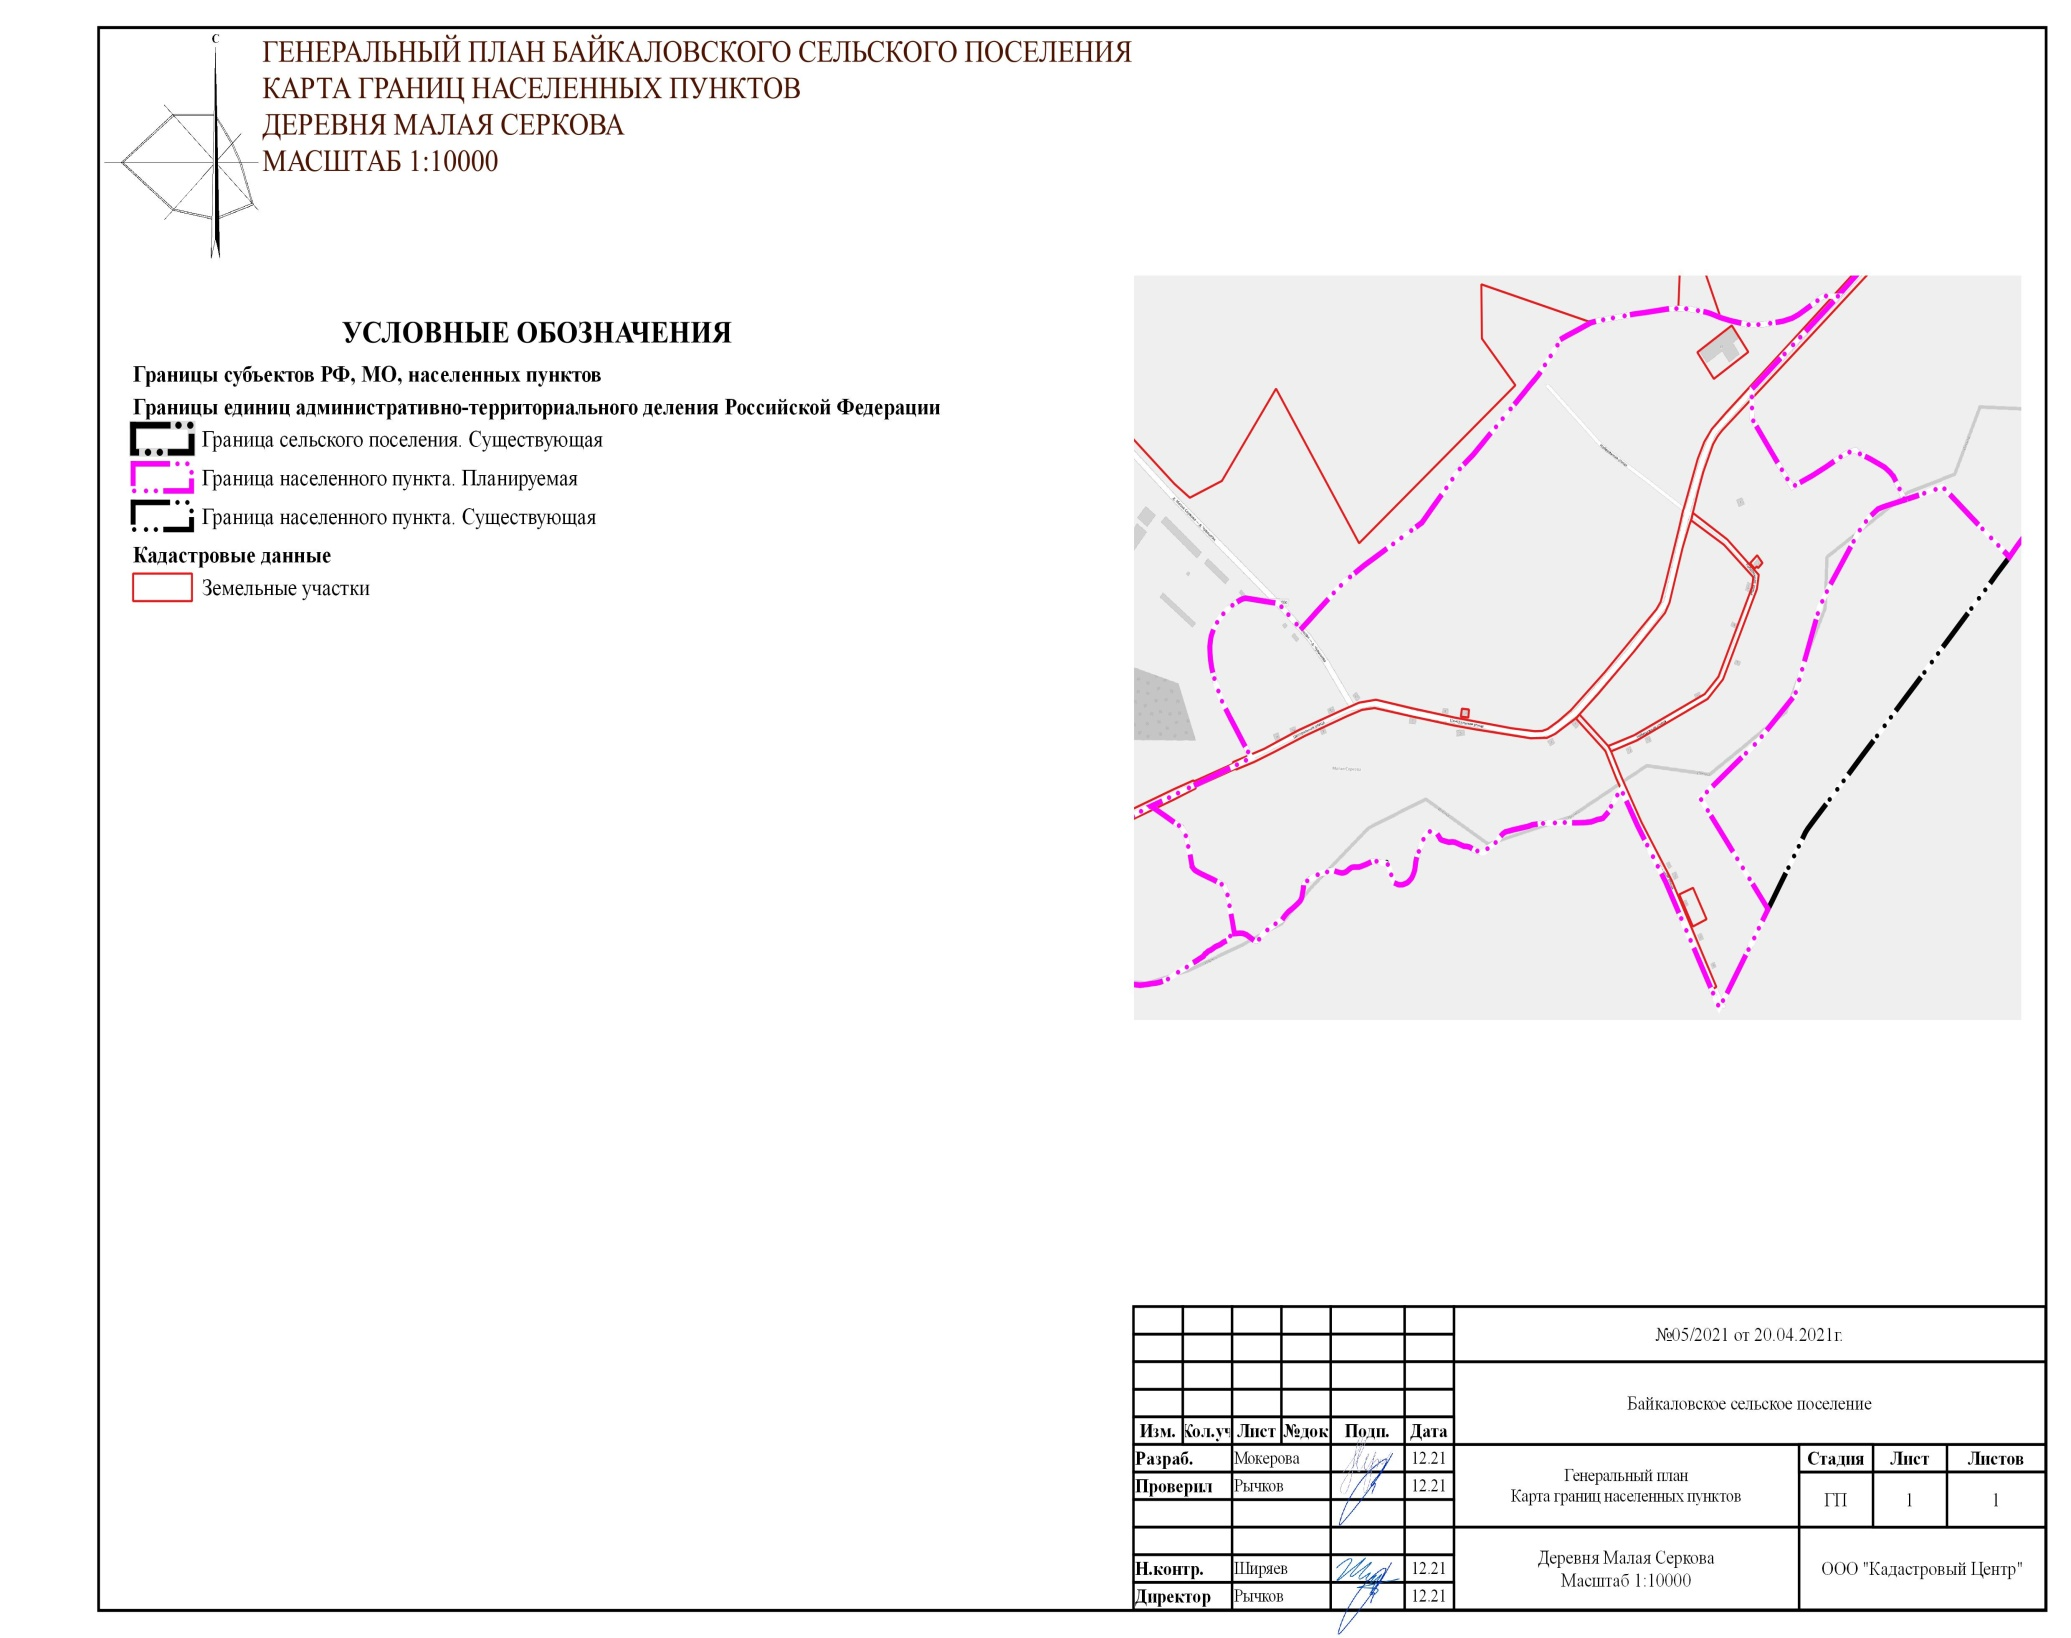 С
ГЕНЕРАЛЬНЫЙ ПЛАН БАЙКАЛОВСКОГО СЕЛЬСКОГО ПОСЕЛЕНИЯ
КАРТА ГРАНИЦ НАСЕЛЕННЫХ ПУНКТОВ
ДЕРЕВНЯ МАЛАЯ СЕРКОВА
МАСШТАБ 1:10000
УСЛОВНЫЕ ОБОЗНАЧЕНИЯ
Границы субъектов РФ, МО, населенных пунктов
Границы единиц административно-территориального деления Российской Федерации
Граница сельского поселения. Существующая
Граница населенного пункта. Планируемая
Граница населенного пункта. Существующая
Кадастровые данные
Земельные участки
№05/2021 от 20.04.2021г.
Байкаловское сельское поселение
Изм. Кол.уч Лист №док Подп. Дата
Разраб. Мокерова 12.21
Проверил Рычков 12.21
Генеральный план
Карта границ населенных пунктов
Стадия Лист Листов
ГП 1 1
Н.контр. Ширяев 12.21
Директор Рычков 12.21
Деревня Малая Серкова
Масштаб 1:10000
ООО "Кадастровый Центр"